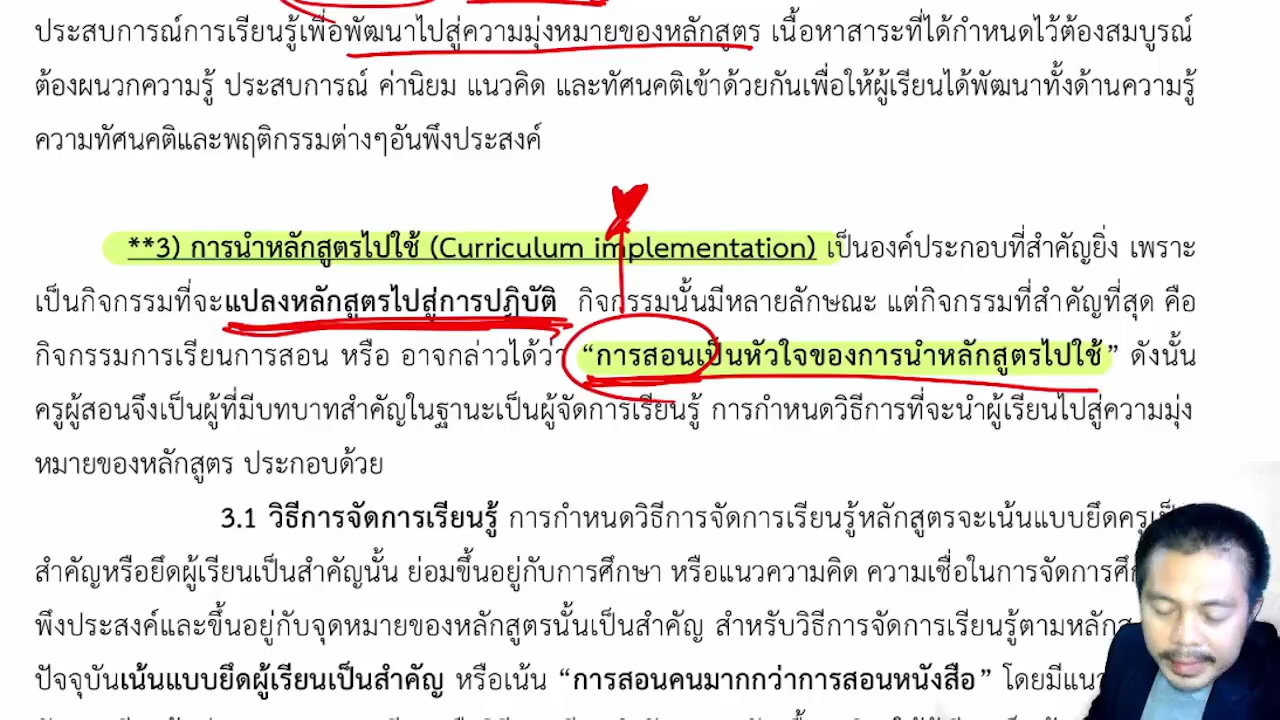 ประสบการณ์การเรียนรู้เพื่อพัฒนาไปสู่ความมุ่งหมายของหลักสูตร เนื้อหาสาระที่ได้กำหนดไว้ต้องสมบูรณ์
ต้องผนวกความรู้ ประสบการณ์ ค่านิยม แนวคิด และทัศนคติเข้าด้วยกันเพื่อให้ผู้เรียนได้พัฒนาทั้งด้านความรู้
ความทัศนคติและพฤติกรรมต่างๆอันพึงประสงค์
**3) การนำหลักสูตรไปใช้ (Curriculum implementation) เป็นองค์ประกอบที่สำคัญยิ่ง เพราะ
เป็นกิจกรรมที่จะแปลงหลักสูตรไปสู่การปฏิบัติ กิจกรรมนั้นมีหลายลักษณะ แต่กิจกรรมที่สำคัญที่สุด คือ
กิจกรรมการเรียนการสอน หรือ อาจกล่าวได้ว่า “การสอนเป็นหัวใจของการนำหลักสูตรไปใช้” ดังนั้น
ครูผู้สอนจึงเป็นผู้ที่มีบทบาทสำคัญในฐานะเป็นผู้จัดการเรียนรู้ การกำหนดวิธีการที่จะนำผู้เรียนไปสู่ความมุ่ง
หมายของหลักสูตร ประกอบด้วย
3.1 วิธีการจัดการเรียนรู้ การกำหนดวิธีการจัดการเรียนรู้หลักสูตรจะเน้นแบบยึดครู
สำคัญหรือยึดผู้เรียนเป็นสำคัญนั้น ย่อมขึ้นอยู่กับการศึกษา หรือแนวความคิด ความเชื่อในการจัดการ
พึงประสงค์และขึ้นอยู่กับจุดหมายของหลักสูตรนั้นเป็นสำคัญ สำหรับวิธีการจัดการเรียนรู้ตาม
ปัจจุบันเน้นแบบยึดผู้เรียนเป็นสำคัญ หรือเน้น “การสอนคนมากกว่าการสอนหนังสือ” โดยมี